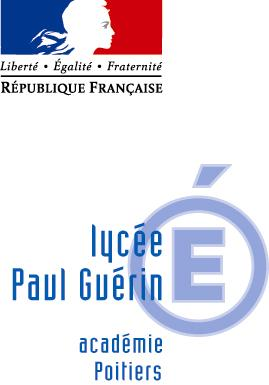 Liberté • Égalité • Fraternité
RÉPUBLIQUE FRANÇAISE
lycée
Paul Guérin
É
académie
Poitiers